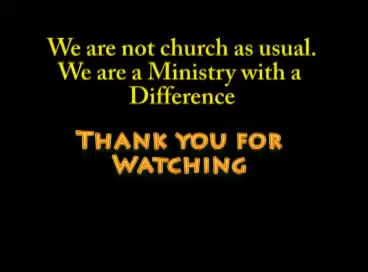 We are not church as usual.
We are a Ministry with a
Difference
Thank you for
Watching